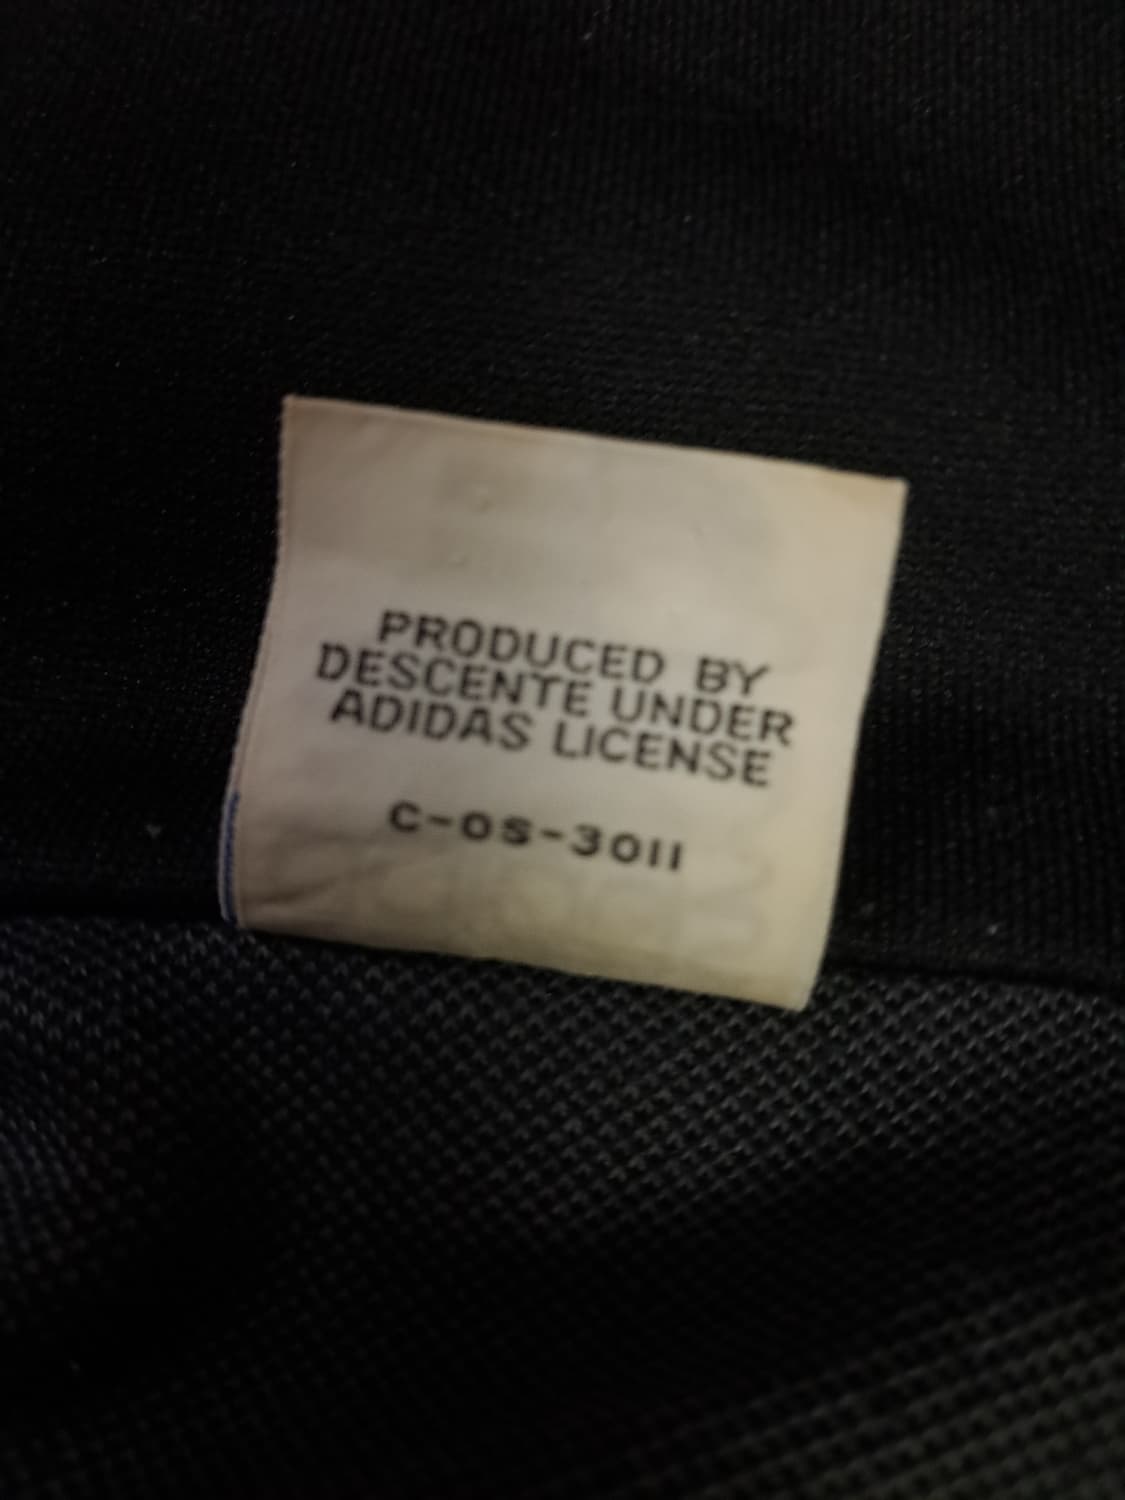 PRODUCED BY
DESCENTE UNDER
ADIDAS LICENSE
C-OS-3011